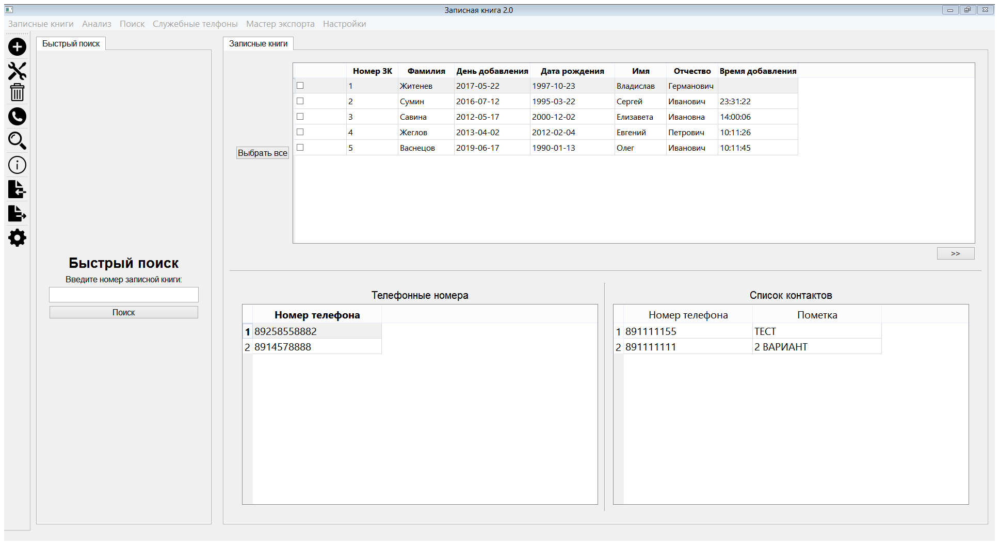 Записная книга 2.0
Записные книги Анализ Поиск Служебные телфоны Мастер экспорта Настройки
Быстрый поиск
Быстрый поиск
Введите номер записной книги:
Поиск
Записные книги
Выбрать все
Номер ЗК Фамилия День добавления Дата рождения Имя Отчество Время добавления
1 Житенев 2017-05-22 1997-10-23 Владислав Германович
2 Сумин 2016-07-12 1995-03-22 Сергей Иванович 23:31:22
3 Савина 2012-05-17 2000-12-02 Елизавета Ивановна 14:00:06
4 Жеглов 2013-04-02 2012-02-04 Евгений Петрович 10:11:26
5 Васнецов 2019-06-17 1990-01-13 Олег Иванович 10:11:45
>>
Телефонные номера
Номер телефона
1 89258558882
2 8914578888
Список контактов
Номер телефона Пометка
1 891111155 ТЕСТ
2 891111111 2 ВАРИАНТ